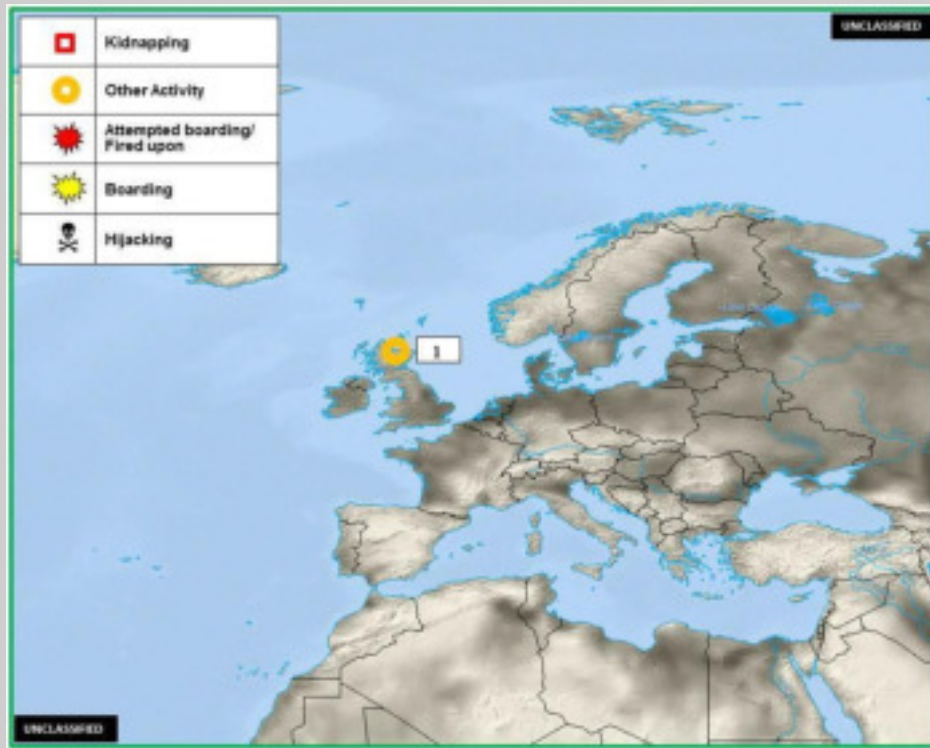 UNCLASSIFIED
Kidnapping
Other Activity
Attempted boarding/
Fired upon
Boarding
Hijacking
1
UNCLASSIFIED